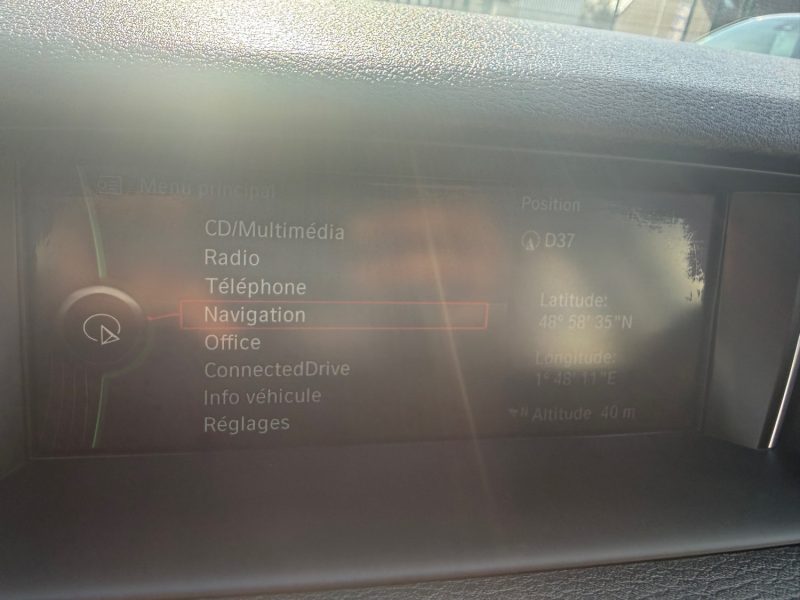 Menu principal
CD/Multimédia
Radio
Téléphone
Navigation
Office
ConnectedDrive
Info véhicule
Réglages
Position
D37
Latitude:
48° 58' 35"N
Longitude:
1° 48' 11"E
N Altitude 40 m